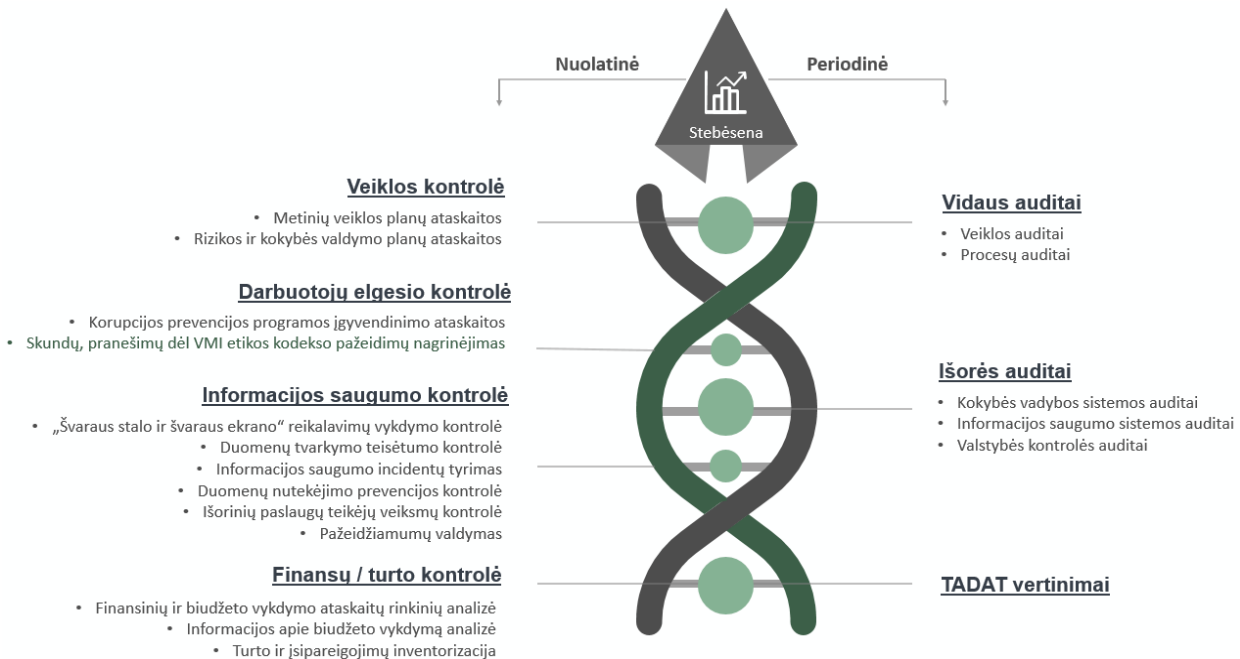 Nuolatinė
Periodinė
Stebėsena
Veiklos kontrolė
• Metinių veiklos planų ataskaitos
• Rizikos ir kokybės valdymo planų ataskaitos
Darbuotojų elgesio kontrolė
• Korupcijos prevencijos programos įgyvendinimo ataskaitos
• Skundų, pranešimų dėl VMI etikos kodekso pažeidimų nagrinėjimas
Informacijos saugumo kontrolė
• „Švaraus stalo ir švaraus ekrano“ reikalavimų vykdymo kontrolė
• Duomenų tvarkymo teisėtumo kontrolė
• Informacijos saugumo incidentų tyrimas
• Duomenų nutekėjimo prevencijos kontrolė
• Išorinių paslaugų teikėjų veiksmų kontrolė
• Pažeidžiamumų valdymas
Finansų / turto kontrolė
• Finansinių ir biudžeto vykdymo ataskaitų rinkinių analizė
• Informacijos apie biudžeto vykdymą analizė
• Turto ir įsipareigojimų inventorizacija
Vidaus auditai
• Veiklos auditai
• Procesų auditai
Išorės auditai
• Kokybės vadybos sistemos auditai
• Informacijos saugumo sistemos auditai
• Valstybės kontrolės auditai
TADAT vertinimai